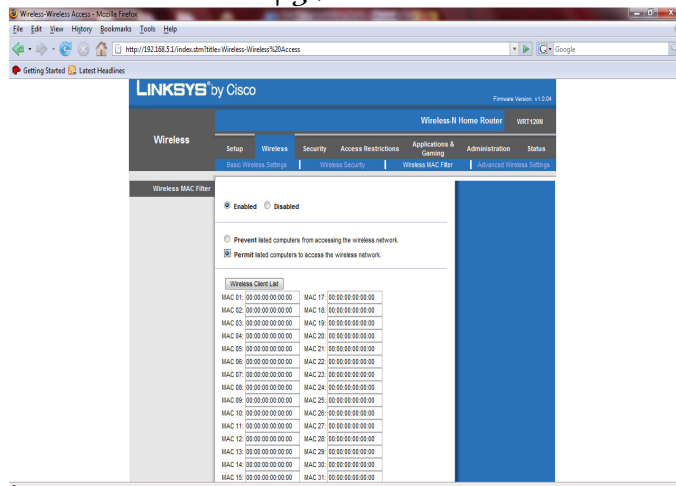 Wireless-Wireless Access - Mozilla Firefox
File Edit View History Bookmarks Tools Help
http://192.168.5.1/index.stm?title=Wireless-Wireless%20Access
Google
Getting Started Latest Headlines
LINKSYS® by Cisco
Firmware Version: v1.0.04
Wireless-N Home Router WRT120N
Wireless
Setup Wireless Security Access Restrictions Applications & Gaming Administration Status
Basic Wireless Settings Wireless Security Wireless MAC Filter Advanced Wireless Settings
Wireless MAC Filter
Enabled Disabled
Prevent listed computers from accessing the wireless network.
Permit listed computers to access the wireless network.
Wireless Client List
MAC 01: 00:00:00:00:00:00 MAC 17: 00:00:00:00:00:00
MAC 02: 00:00:00:00:00:00 MAC 18: 00:00:00:00:00:00
MAC 03: 00:00:00:00:00:00 MAC 19: 00:00:00:00:00:00
MAC 04: 00:00:00:00:00:00 MAC 20: 00:00:00:00:00:00
MAC 05: 00:00:00:00:00:00 MAC 21: 00:00:00:00:00:00
MAC 06: 00:00:00:00:00:00 MAC 22: 00:00:00:00:00:00
MAC 07: 00:00:00:00:00:00 MAC 23: 00:00:00:00:00:00
MAC 08: 00:00:00:00:00:00 MAC 24: 00:00:00:00:00:00
MAC 09: 00:00:00:00:00:00 MAC 25: 00:00:00:00:00:00
MAC 10: 00:00:00:00:00:00 MAC 26: 00:00:00:00:00:00
MAC 11: 00:00:00:00:00:00 MAC 27: 00:00:00:00:00:00
MAC 12: 00:00:00:00:00:00 MAC 28: 00:00:00:00:00:00
MAC 13: 00:00:00:00:00:00 MAC 29: 00:00:00:00:00:00
MAC 14: 00:00:00:00:00:00 MAC 30: 00:00:00:00:00:00
MAC 15: 00:00:00:00:00:00 MAC 31: 00:00:00:00:00:00